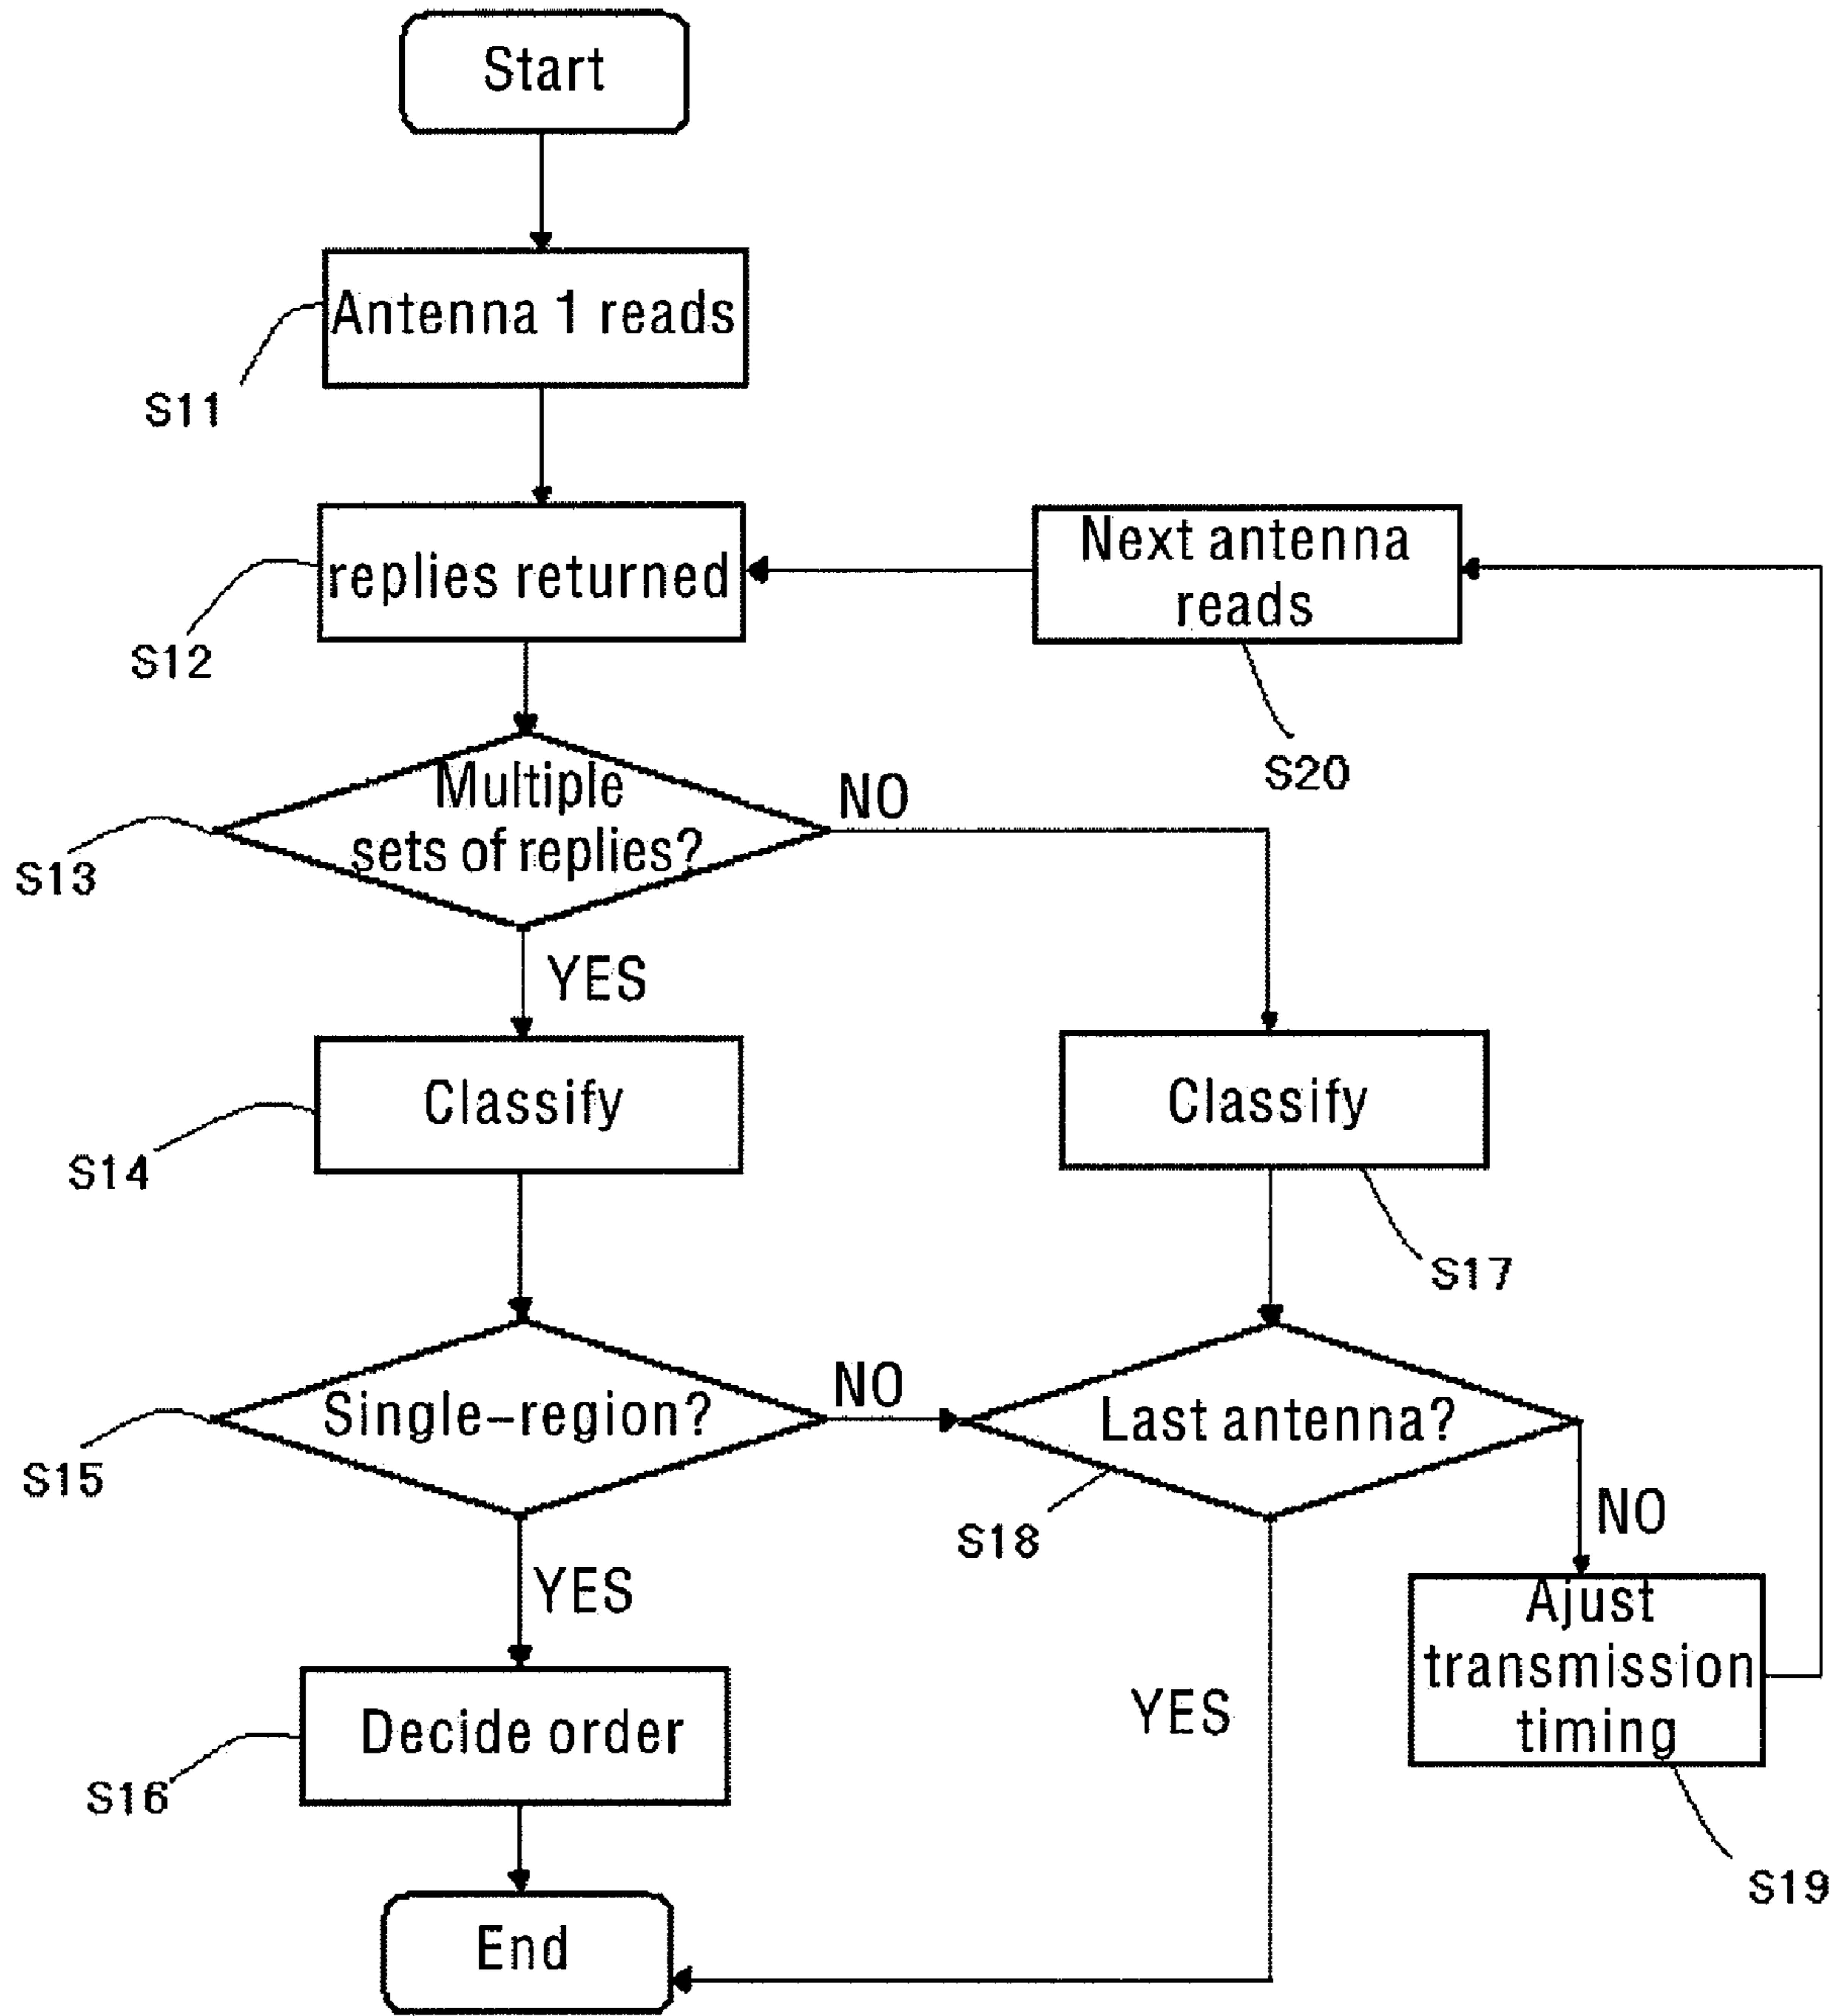 Start
Antenna 1 reads
S11
replies returned
S12
Next antenna
reads
S20
Multiple
sets of replies?
NO
S13
YES
Classify
S14
Classify
S17
Single-region?
NO
S15
Last antenna?
S18
NO
YES
Ajust
transmission
timing
S19
Decide order
S16
YES
End